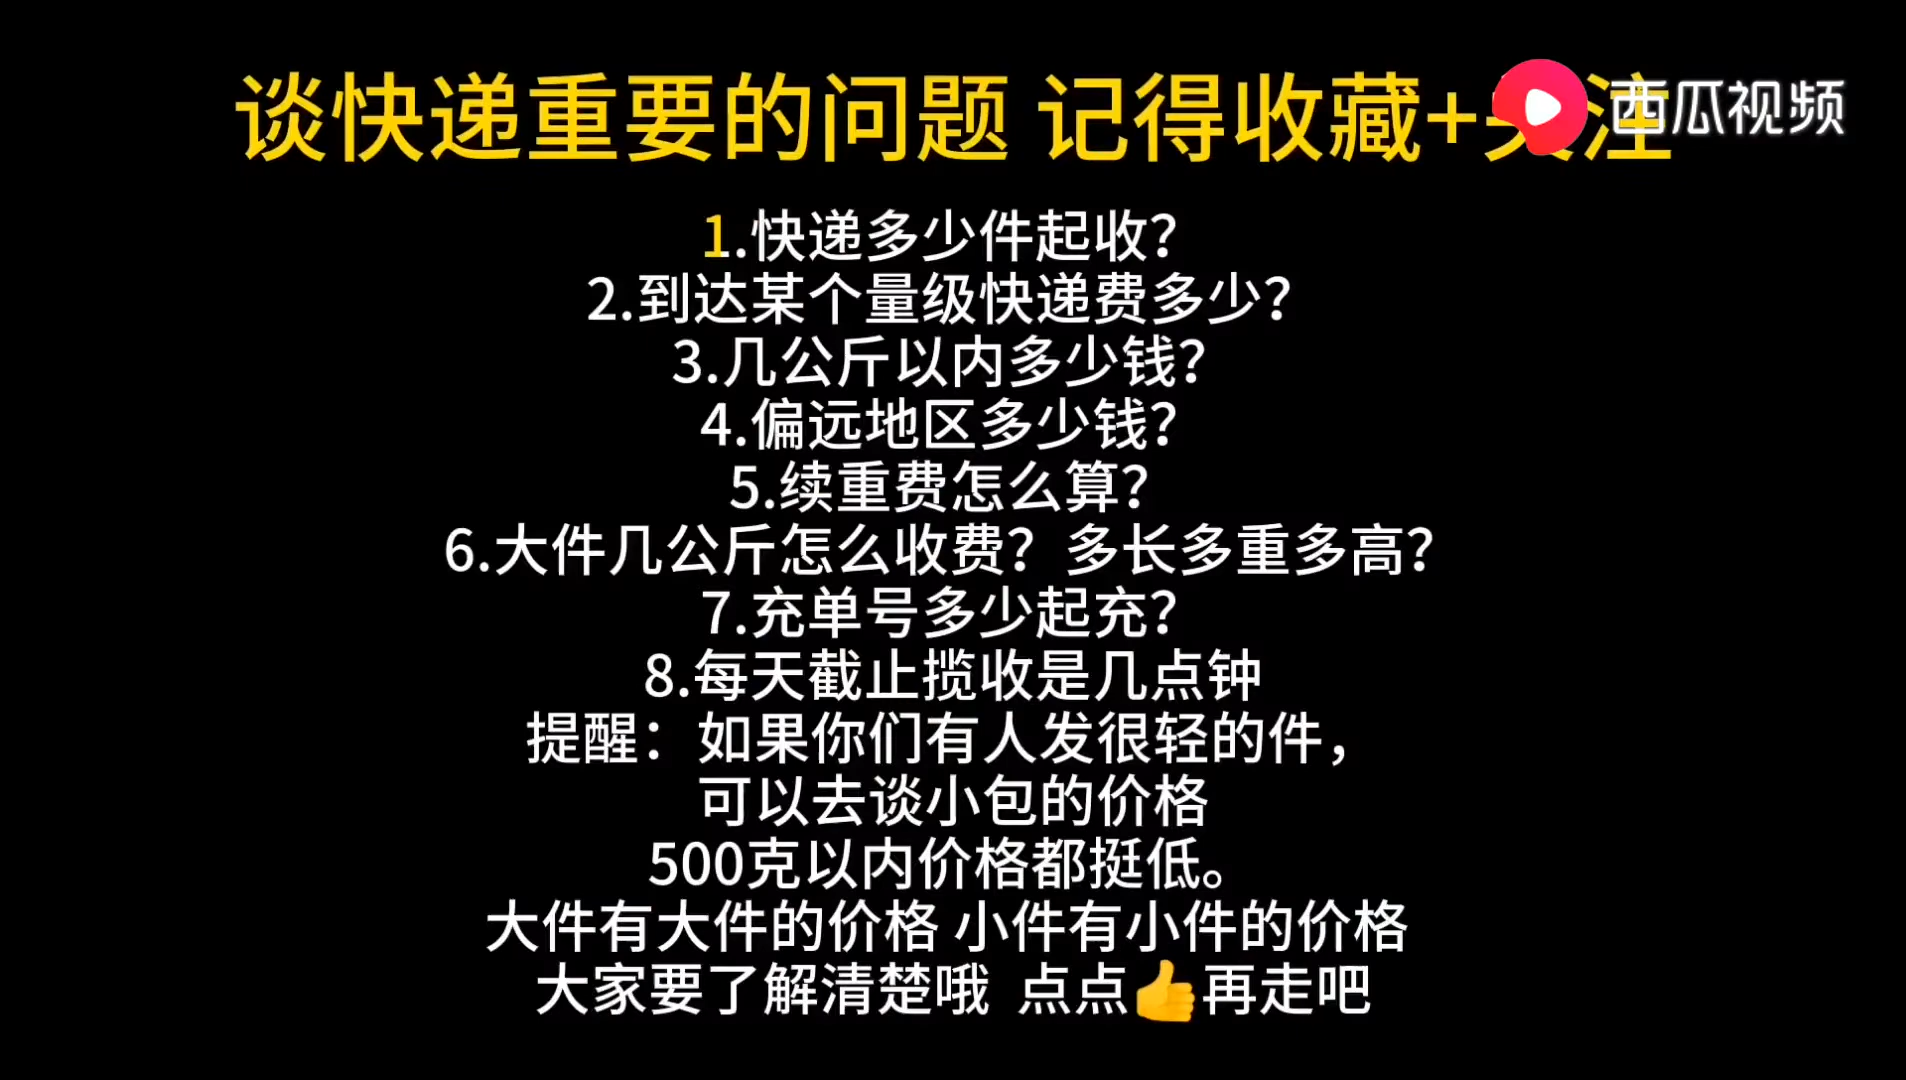 谈快递重要的问题 记得收藏+关注
西瓜视频
1.快递多少件起收?
2.到达某个量级快递费多少?
3.几公斤以内多少钱?
4.偏远地区多少钱?
5.续重费怎么算?
6.大件几公斤怎么收费? 多长多重多高?
7.充单号多少起充?
8.每天截止揽收是几点钟
提醒：如果你们有人发很轻的件，
可以去谈小包的价格
500克以内价格都挺低。
大件有大件的价格 小件有小件的价格
大家要了解清楚哦 点点👍再走吧